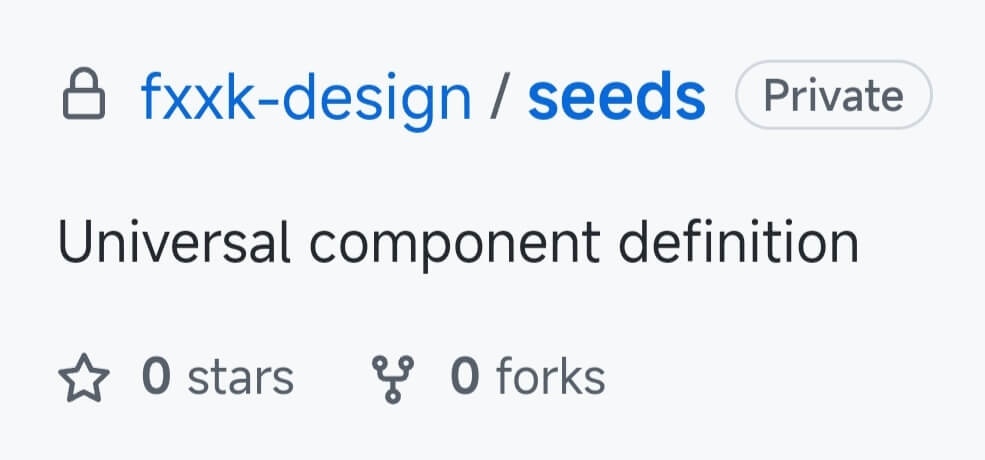 fxxk-design / seeds Private
Universal component definition
0 stars 0 forks